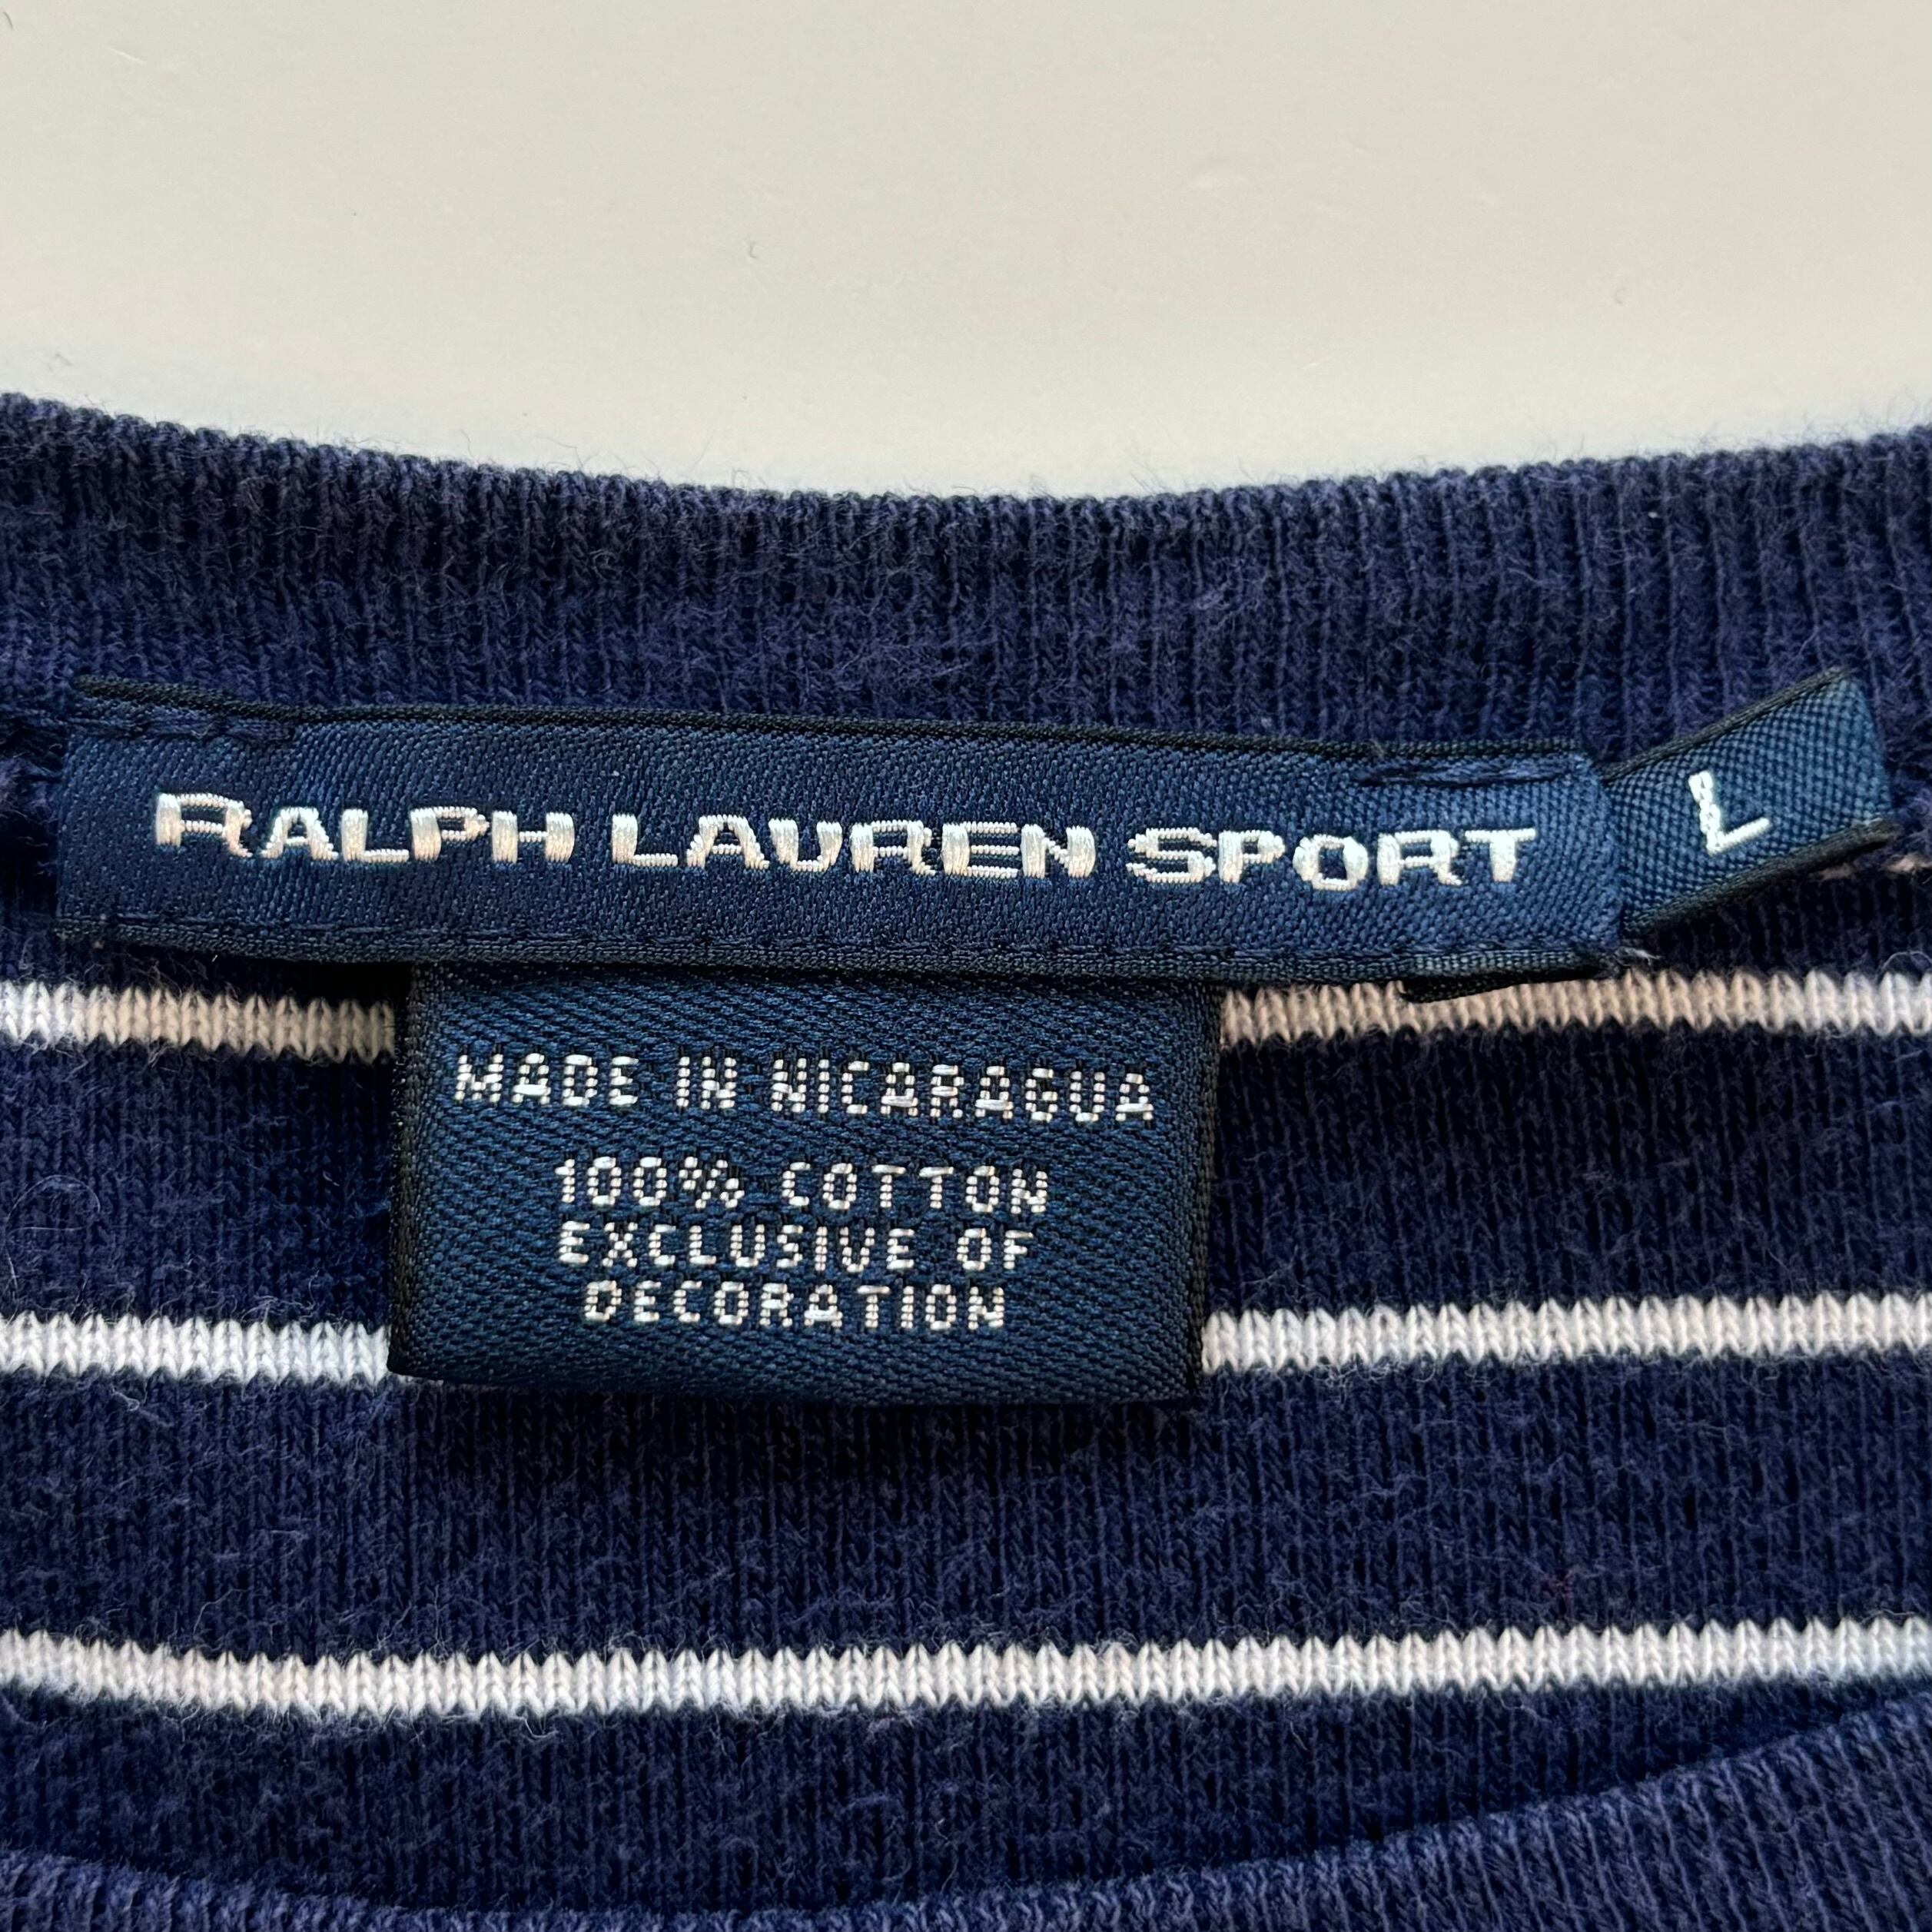 RALPH LAUREN SPORT
L
MADE IN NICARAGUA
100% COTTON
EXCLUSIVE OF
DECORATION